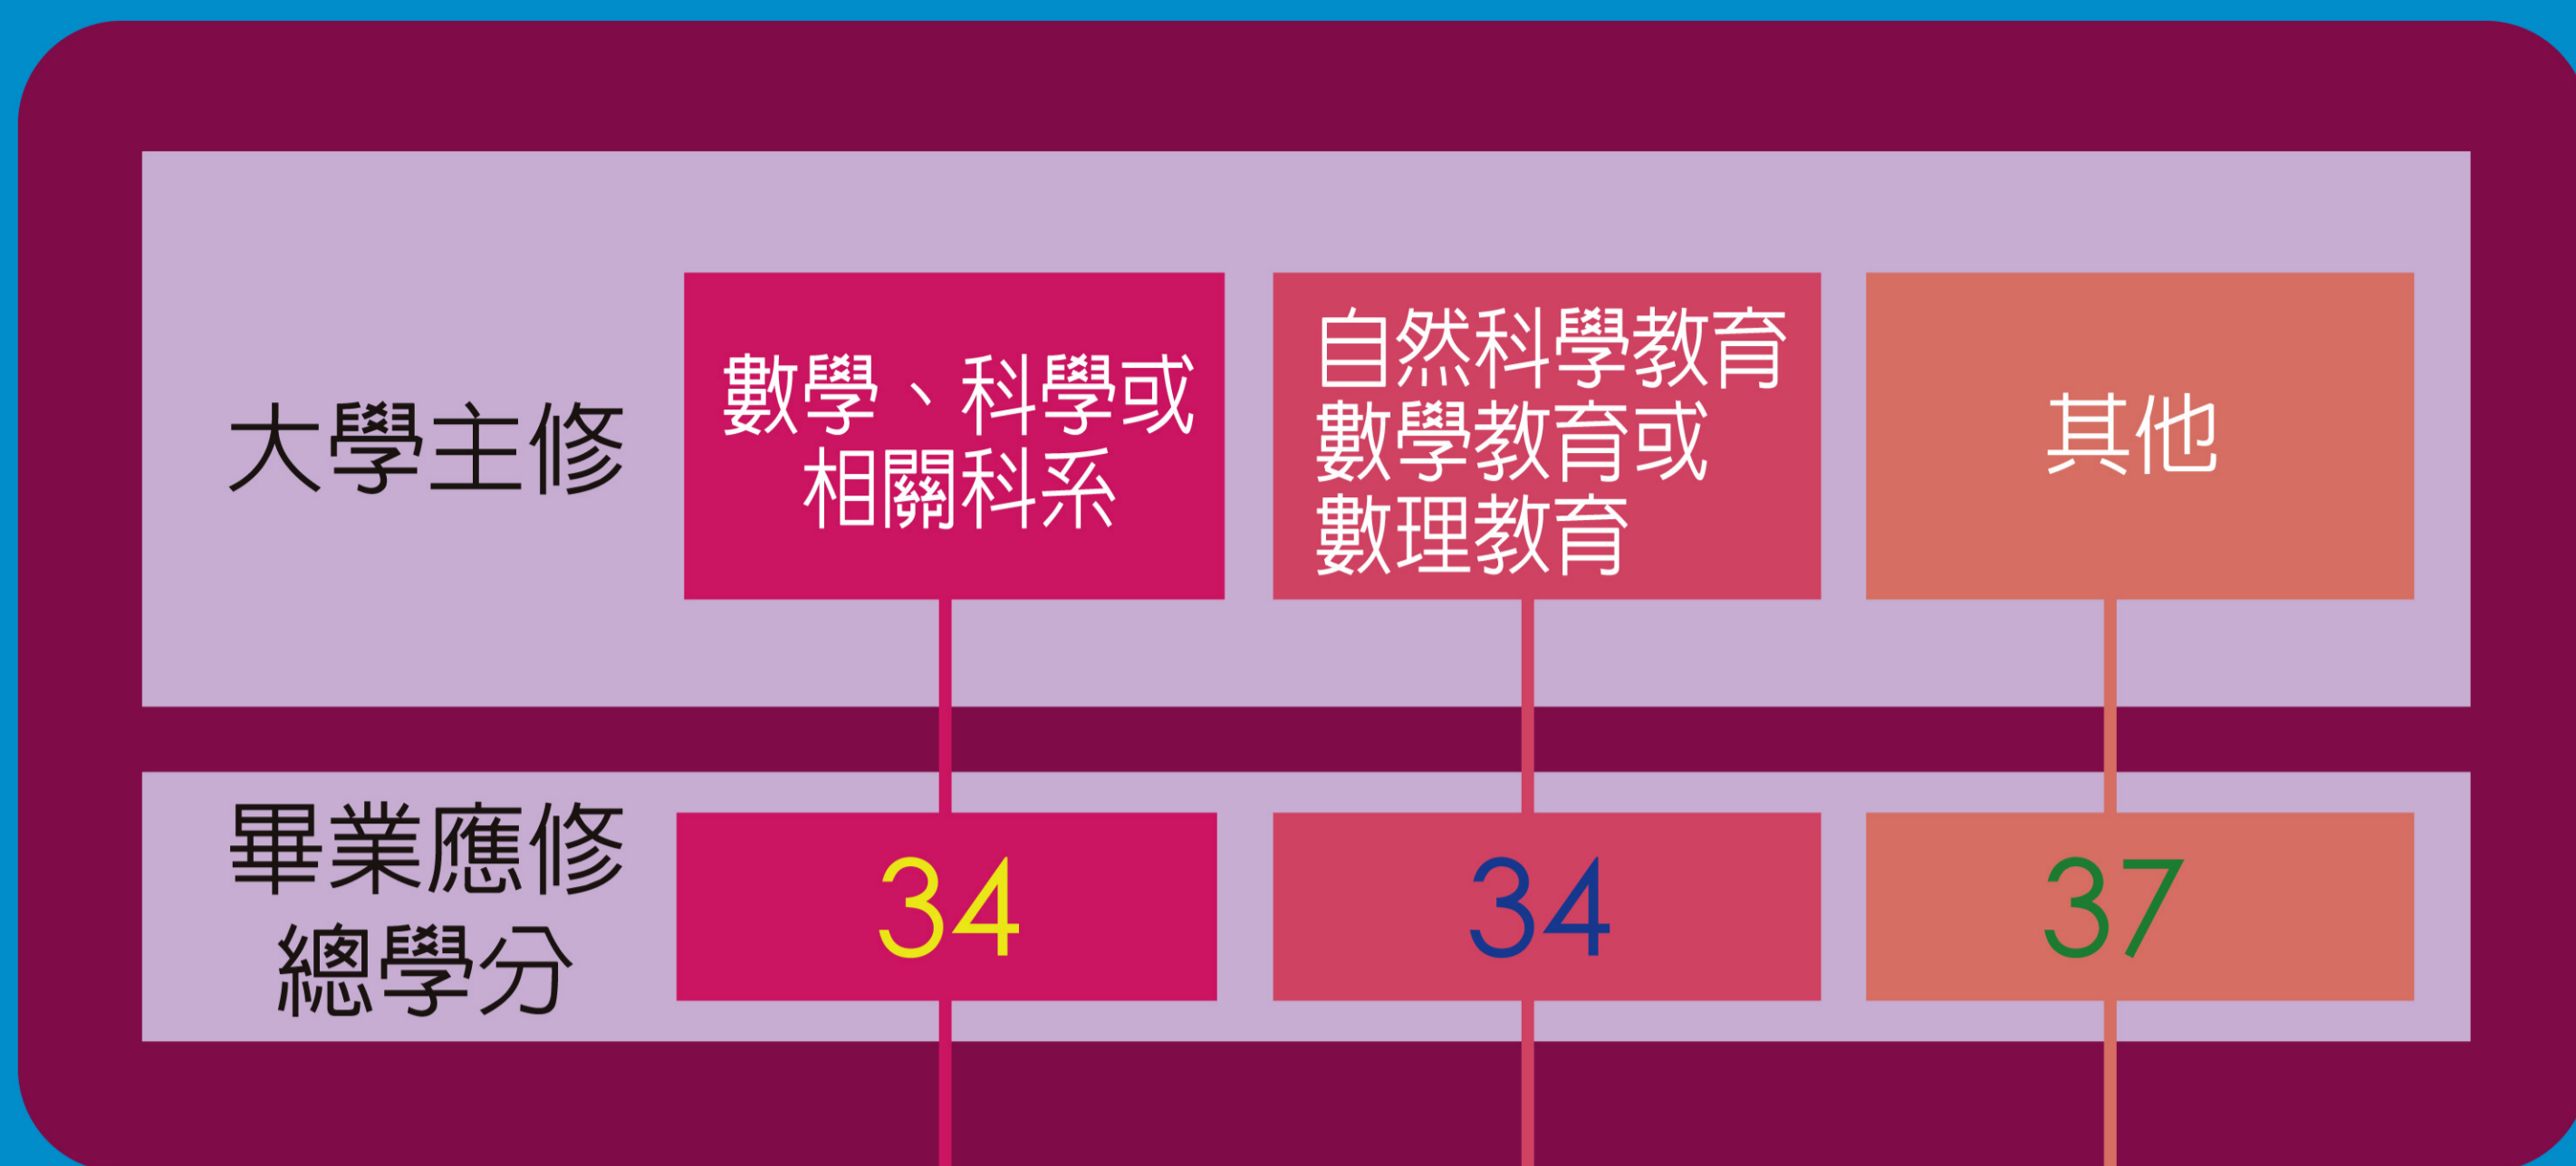 大學主修
數學、科學或
相關科系
自然科學教育
數學教育或
數理教育
其他
畢業應修
總學分
34
34
37